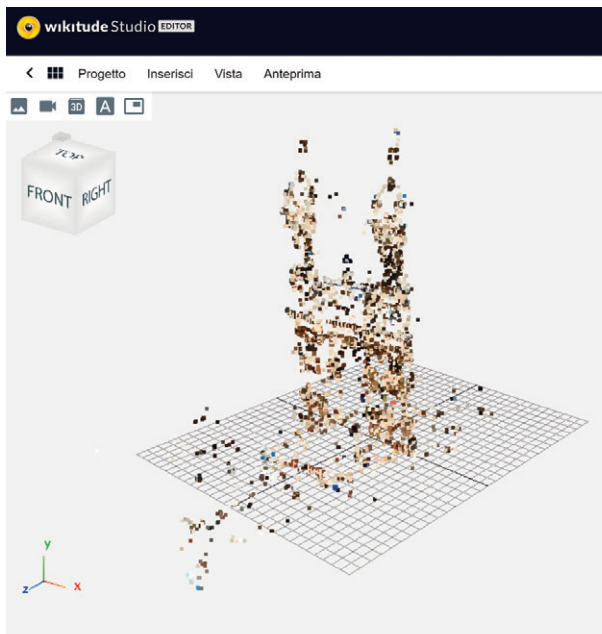 wikitude Studio EDITOR
Progetto Inserisci Vista Anteprima
3D A
TOP
FRONT RIGHT
y
z x